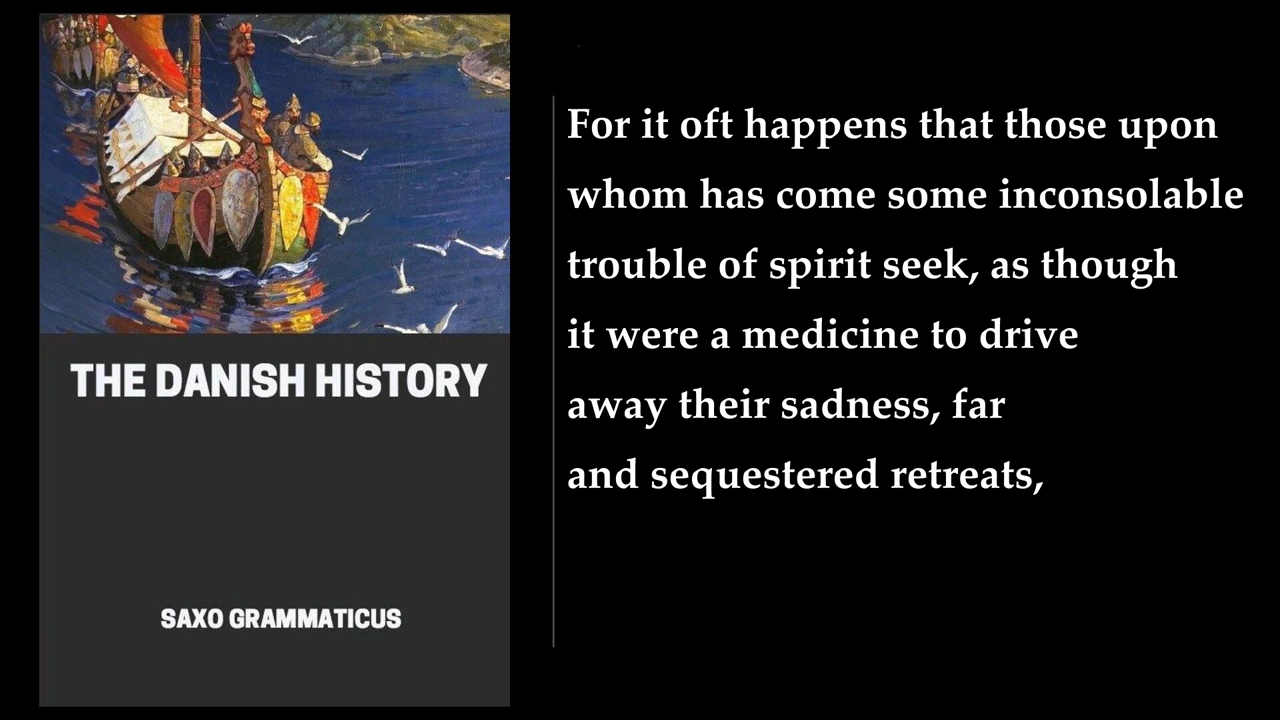 THE DANISH HISTORY
SAXO GRAMMATICUS
For it oft happens that those upon
whom has come some inconsolable
trouble of spirit seek, as though
it were a medicine to drive
away their sadness, far
and sequestered retreats,